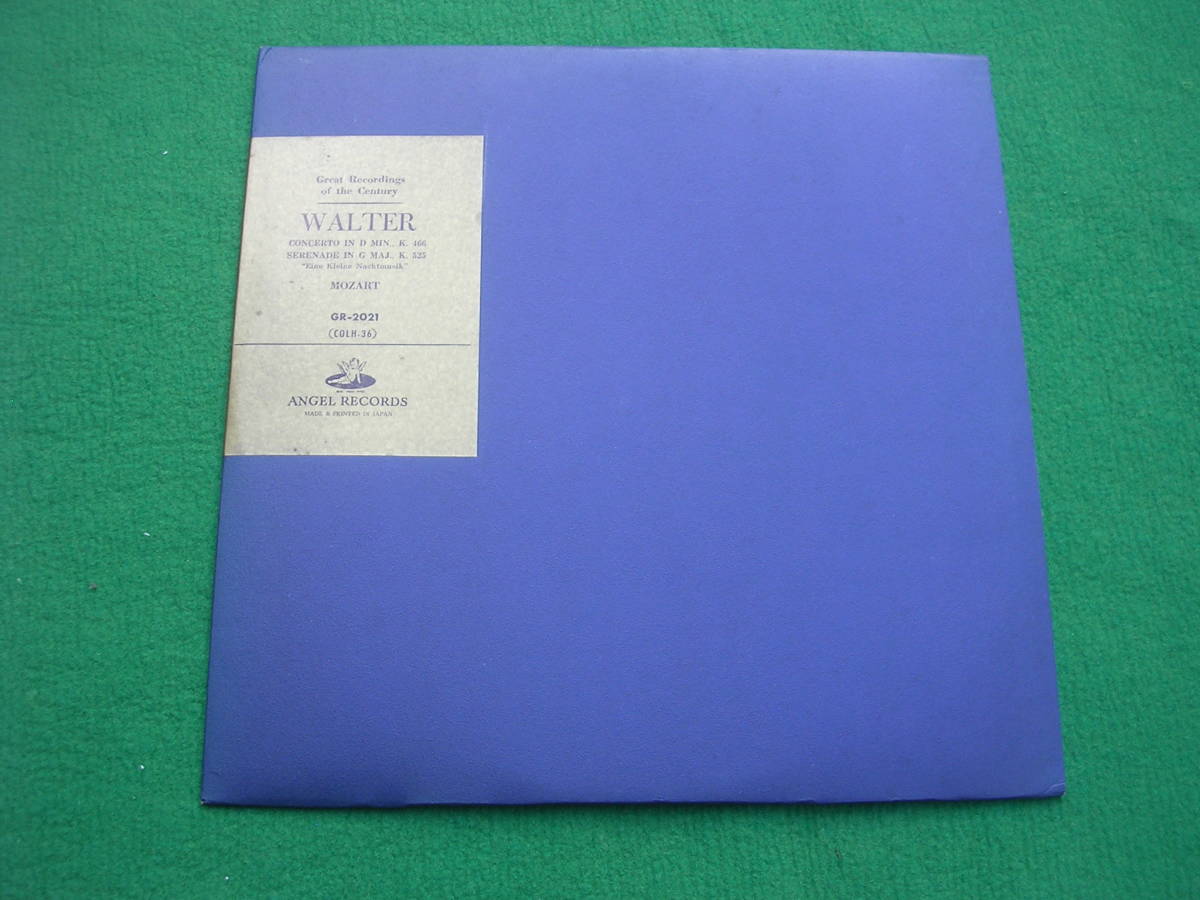 Great Recordings
of the Century
WALTER
CONCERTO IN D MIN., K. 466
SERENADE IN G MAJ., K. 525
"Eine Kleine Nachtmusik"
MOZART
GR-2021
(COLH-36)
ANGEL RECORDS
MADE & PRINTED IN JAPAN